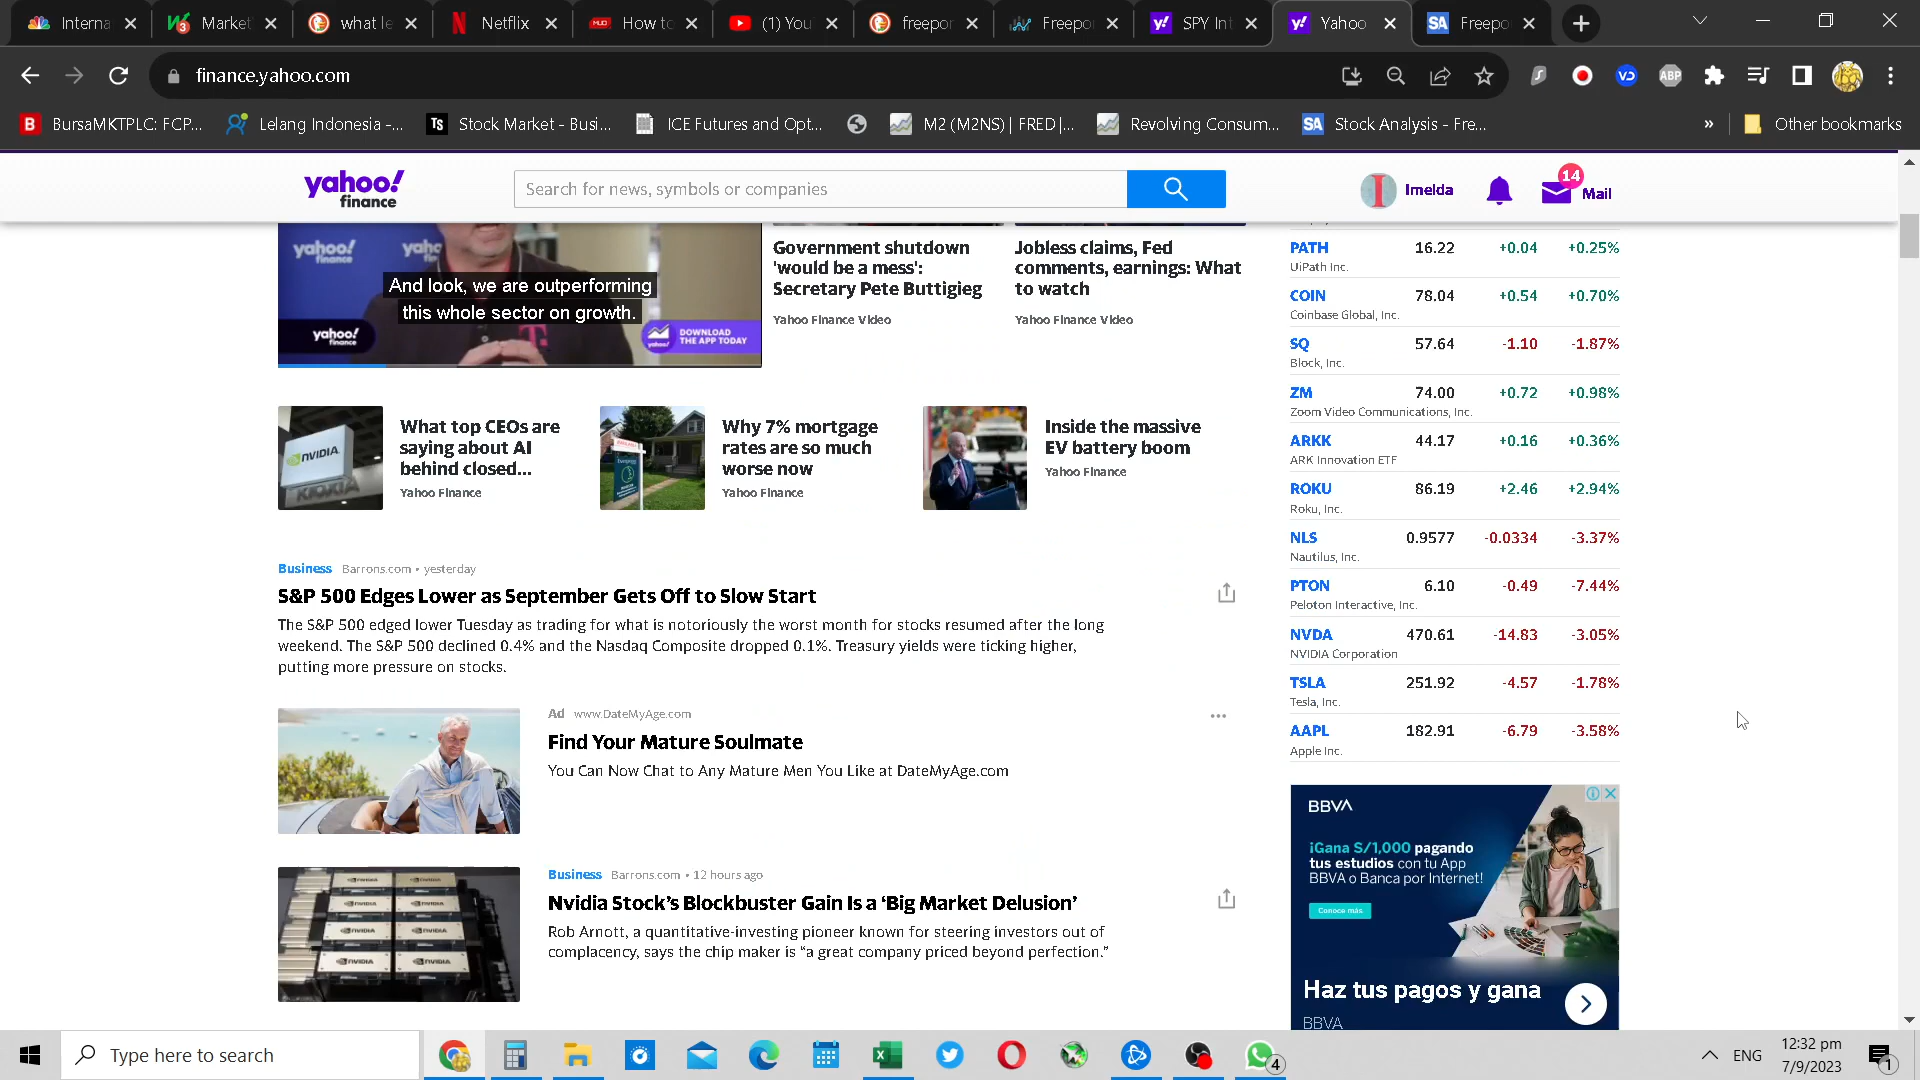 Interna
Market
what le
Netflix
How to
(1) You
freepor
Freepo
SPY Int
Yahoo
Freepo
finance.yahoo.com
BursaMKTPLC: FCP...
Lelang Indonesia -...
Stock Market - Busi...
ICE Futures and Opt...
M2 (M2NS) | FRED |...
Revolving Consum...
Stock Analysis - Fre...
»
Other bookmarks
yahoo!
finance
Search for news, symbols or companies
Imelda
14
Mail
And look, we are outperforming
this whole sector on growth.
yahoo!
finance
DOWNLOAD
THE APP TODAY
Government shutdown
'would be a mess':
Secretary Pete Buttigieg
Yahoo Finance Video
Jobless claims, Fed
comments, earnings: What
to watch
Yahoo Finance Video
What top CEOs are
saying about AI
behind closed...
Yahoo Finance
Why 7% mortgage
rates are so much
worse now
Yahoo Finance
Inside the massive
EV battery boom
Yahoo Finance
Business Barrons.com • yesterday
S&P 500 Edges Lower as September Gets Off to Slow Start
The S&P 500 edged lower Tuesday as trading for what is notoriously the worst month for stocks resumed after the long
weekend. The S&P 500 declined 0.4% and the Nasdaq Composite dropped 0.1%. Treasury yields were ticking higher,
putting more pressure on stocks.
Ad www.DateMyAge.com
Find Your Mature Soulmate
You Can Now Chat to Any Mature Men You Like at DateMyAge.com
Business Barrons.com • 12 hours ago
Nvidia Stock's Blockbuster Gain Is a 'Big Market Delusion'
Rob Arnott, a quantitative-investing pioneer known for steering investors out of
complacency, says the chip maker is "a great company priced beyond perfection."
PATH 16.22 +0.04 +0.25%
UiPath Inc.
COIN 78.04 +0.54 +0.70%
Coinbase Global, Inc.
SQ 57.64 -1.10 -1.87%
Block, Inc.
ZM 74.00 +0.72 +0.98%
Zoom Video Communications, Inc.
ARKK 44.17 +0.16 +0.36%
ARK Innovation ETF
ROKU 86.19 +2.46 +2.94%
Roku, Inc.
NLS 0.9577 -0.0334 -3.37%
Nautilus, Inc.
PTON 6.10 -0.49 -7.44%
Peloton Interactive, Inc.
NVDA 470.61 -14.83 -3.05%
NVIDIA Corporation
TSLA 251.92 -4.57 -1.78%
Tesla, Inc.
AAPL 182.91 -6.79 -3.58%
Apple Inc.
BBVA
¡Gana S/1,000 pagando
tus estudios con tu App
BBVA o Banca por Internet!
Conoce más
Haz tus pagos y gana
BBVA
Type here to search
4
ENG
12:32 pm
7/9/2023
1